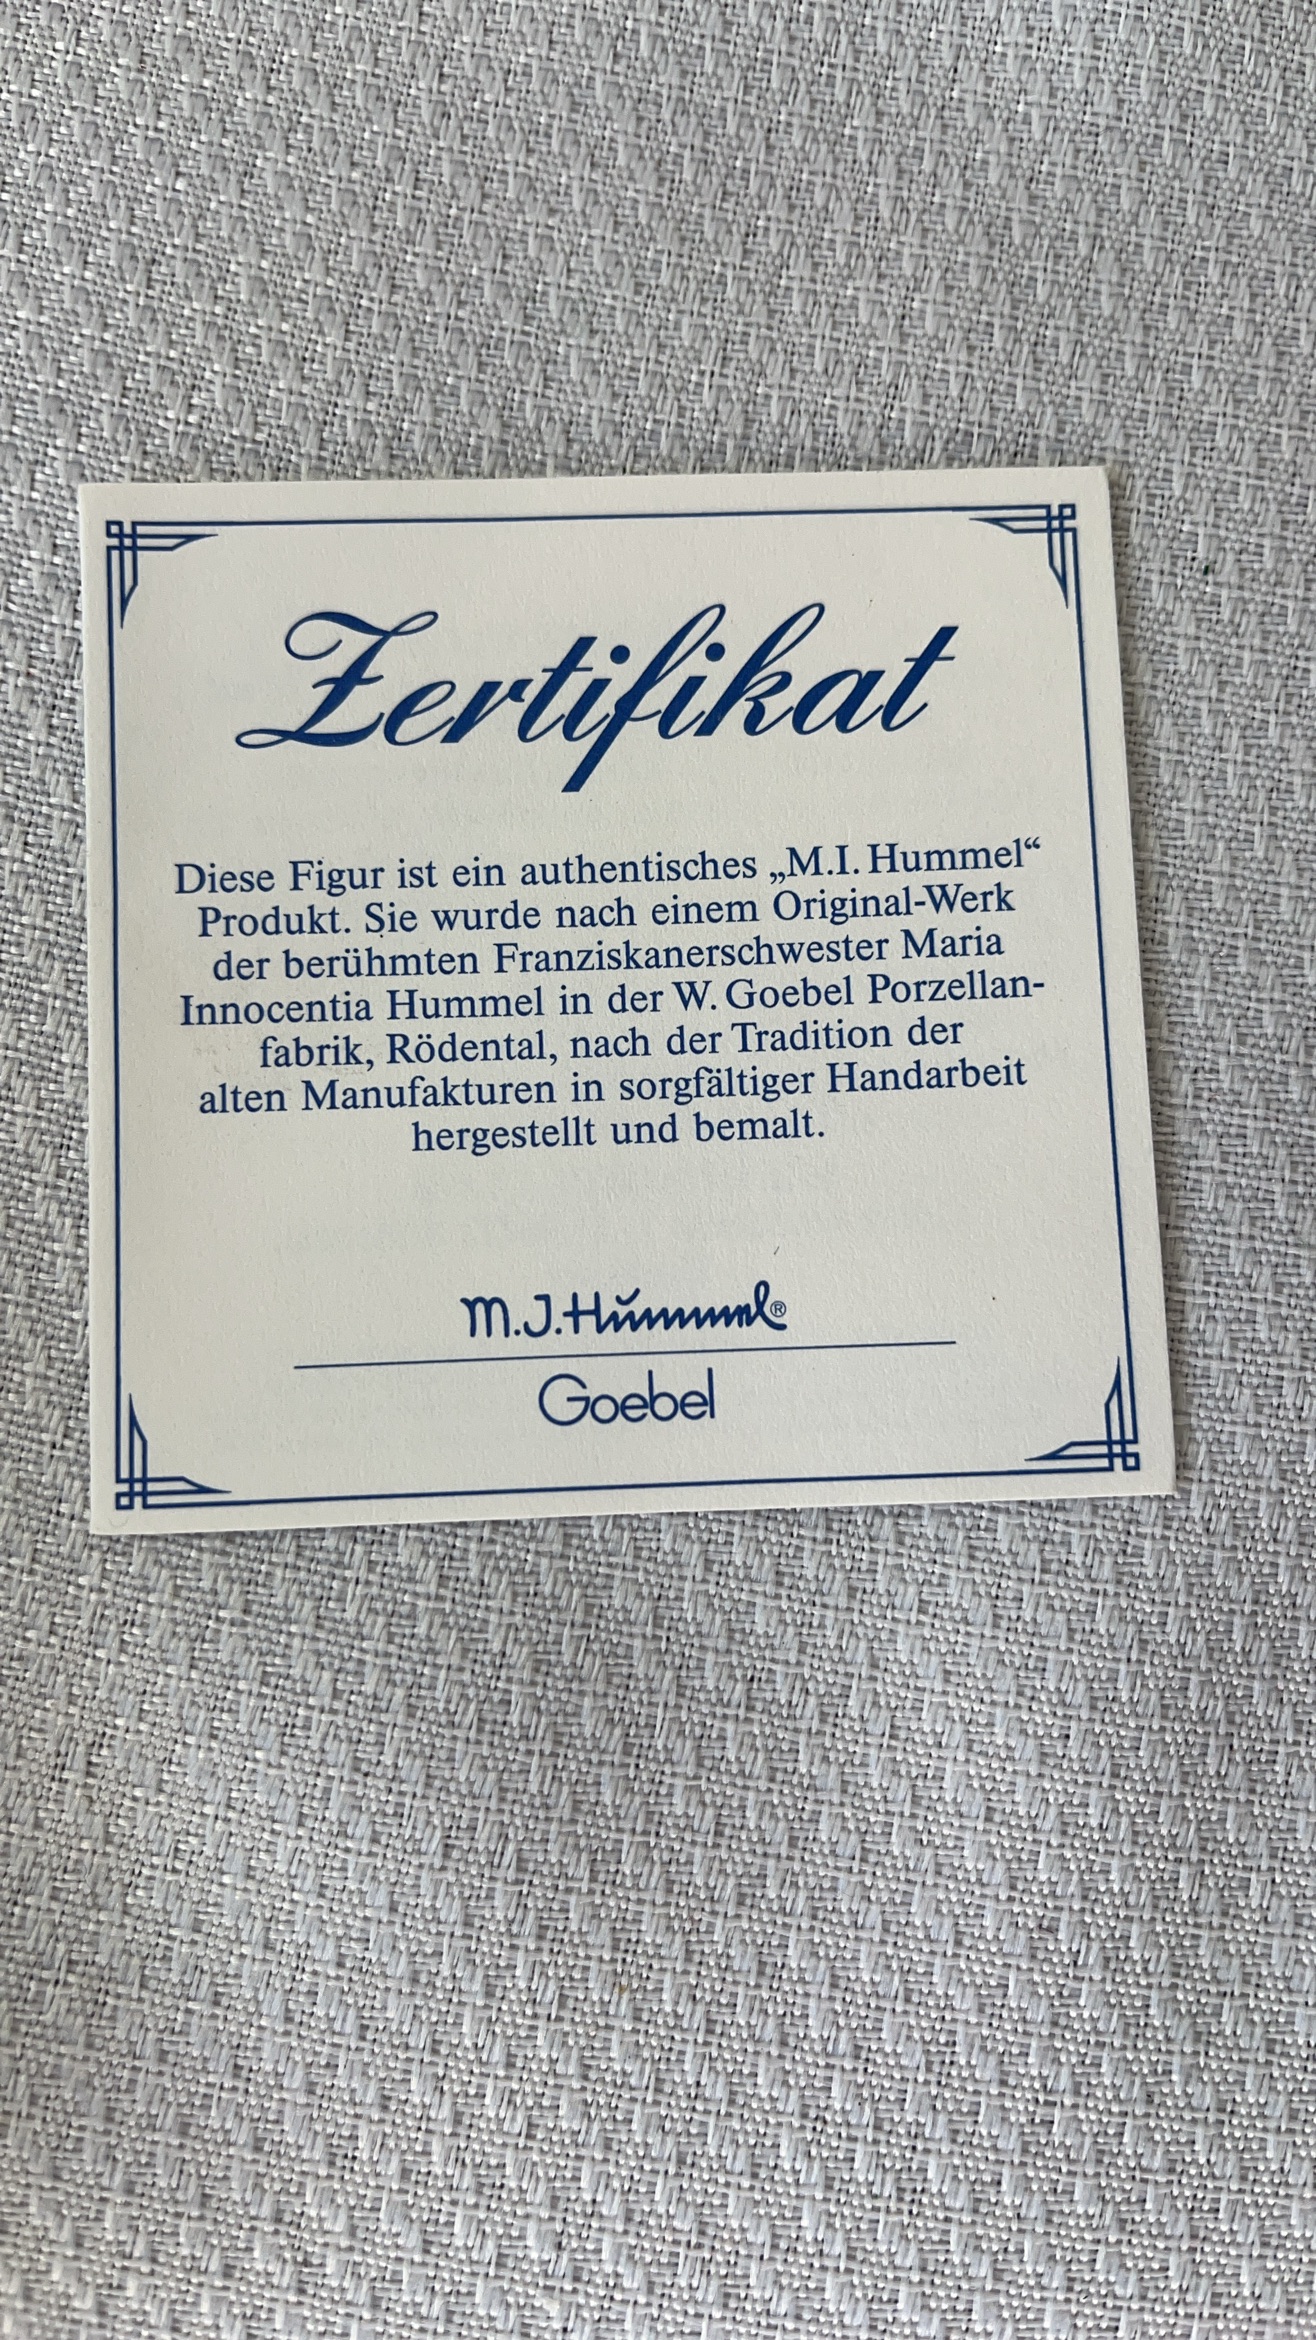 Zertifikat
Diese Figur ist ein authentisches „M.I. Hummel“
Produkt. Sie wurde nach einem Original-Werk
der berühmten Franziskanerschwester Maria
Innocentia Hummel in der W. Goebel Porzellan-
fabrik, Rödental, nach der Tradition der
alten Manufakturen in sorgfältiger Handarbeit
hergestellt und bemalt.
M.J. Hummel®
Goebel